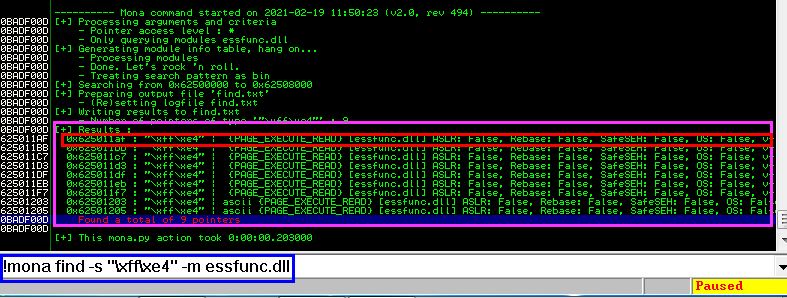 ---------- Mona command started on 2021-02-19 11:50:23 (v2.0, rev 494) ----------
0BADF00D [+] Processing arguments and criteria
0BADF00D - Pointer access level : *
0BADF00D - Only querying modules essfunc.dll
0BADF00D [+] Generating module info table, hang on...
0BADF00D - Processing modules
0BADF00D - Done. Let's rock 'n roll.
0BADF00D - Treating search pattern as bin
0BADF00D [+] Searching from 0x62500000 to 0x62508000
0BADF00D [+] Preparing output file 'find.txt'
0BADF00D - (Re)setting logfile find.txt
0BADF00D [+] Writing results to find.txt
0BADF00D - Number of pointers of type '"\xff\xe4"' : 9
0BADF00D [+] Results :
625011AF 0x625011af : "\xff\xe4" | {PAGE_EXECUTE_READ} [essfunc.dll] ASLR: False, Rebase: False, SafeSEH: False, OS: False,
625011BB 0x625011bb : "\xff\xe4" | {PAGE_EXECUTE_READ} [essfunc.dll] ASLR: False, Rebase: False, SafeSEH: False, OS: False,
625011C7 0x625011c7 : "\xff\xe4" | {PAGE_EXECUTE_READ} [essfunc.dll] ASLR: False, Rebase: False, SafeSEH: False, OS: False,
625011D3 0x625011d3 : "\xff\xe4" | {PAGE_EXECUTE_READ} [essfunc.dll] ASLR: False, Rebase: False, SafeSEH: False, OS: False,
625011DF 0x625011df : "\xff\xe4" | {PAGE_EXECUTE_READ} [essfunc.dll] ASLR: False, Rebase: False, SafeSEH: False, OS: False,
625011EB 0x625011eb : "\xff\xe4" | {PAGE_EXECUTE_READ} [essfunc.dll] ASLR: False, Rebase: False, SafeSEH: False, OS: False,
625011F7 0x625011f7 : "\xff\xe4" | {PAGE_EXECUTE_READ} [essfunc.dll] ASLR: False, Rebase: False, SafeSEH: False, OS: False,
62501203 0x62501203 : "\xff\xe4" | ascii {PAGE_EXECUTE_READ} [essfunc.dll] ASLR: False, Rebase: False, SafeSEH: False, OS: False
62501205 0x62501205 : "\xff\xe4" | ascii {PAGE_EXECUTE_READ} [essfunc.dll] ASLR: False, Rebase: False, SafeSEH: False, OS: False
0BADF00D Found a total of 9 pointers
0BADF00D
0BADF00D [+] This mona.py action took 0:00:00.203000
!mona find -s "\xff\xe4" -m essfunc.dll
Paused